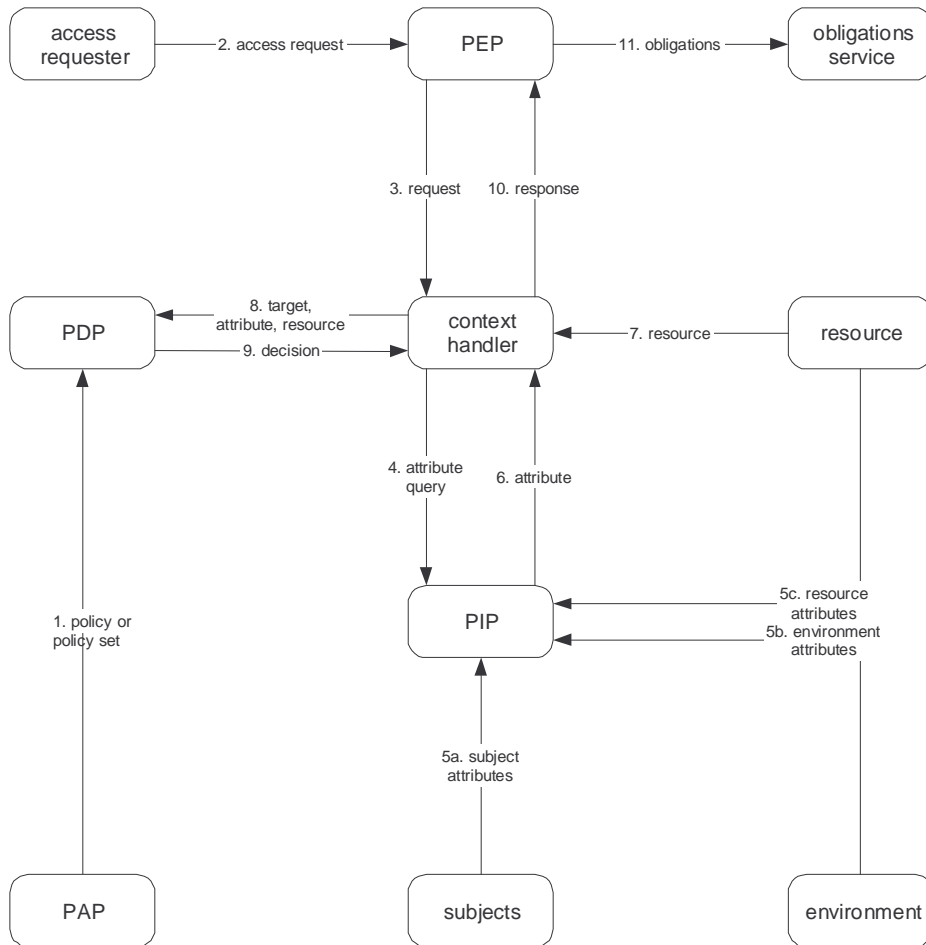 access
requester
2. access request
PEP
11. obligations
obligations
service
3. request
10. response
PDP
8. target,
attribute, resource
9. decision
context
handler
7. resource
resource
4. attribute
query
6. attribute
1. policy or
policy set
PIP
5c. resource
attributes
5b. environment
attributes
5a. subject
attributes
PAP
subjects
environment